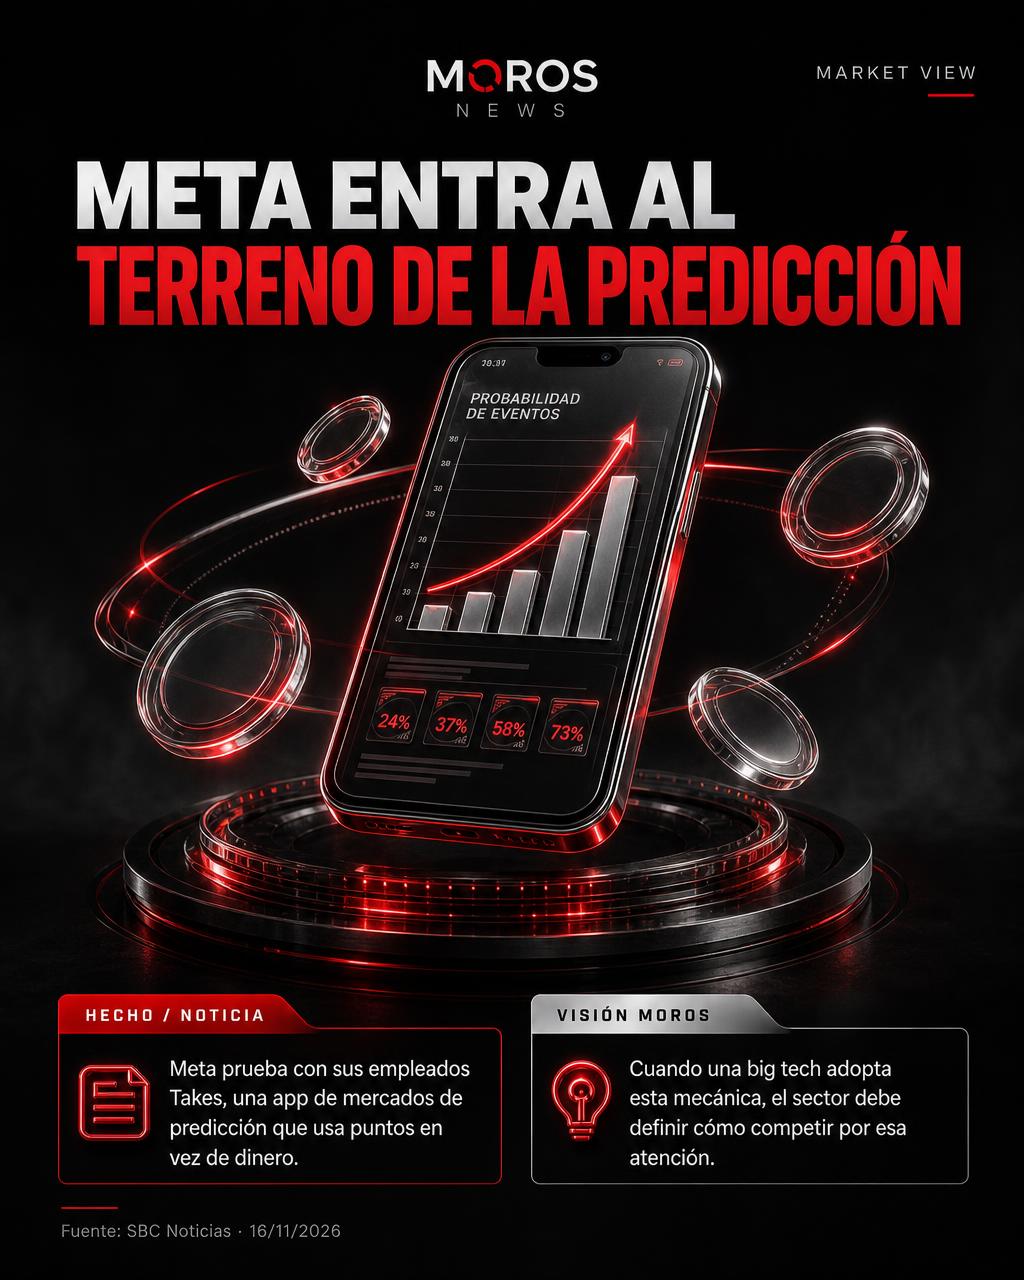 MOROS
NEWS
MARKET VIEW
META ENTRA AL
TERRENO DE LA PREDICCIÓN
PROBABILIDAD
DE EVENTOS
24%
37%
58%
73%
HECHO / NOTICIA
Meta prueba con sus empleados
Takes, una app de mercados de
predicción que usa puntos en
vez de dinero.
VISIÓN MOROS
Cuando una big tech adopta
esta mecánica, el sector debe
definir cómo competir por esa
atención.
Fuente: SBC Noticias · 16/11/2026